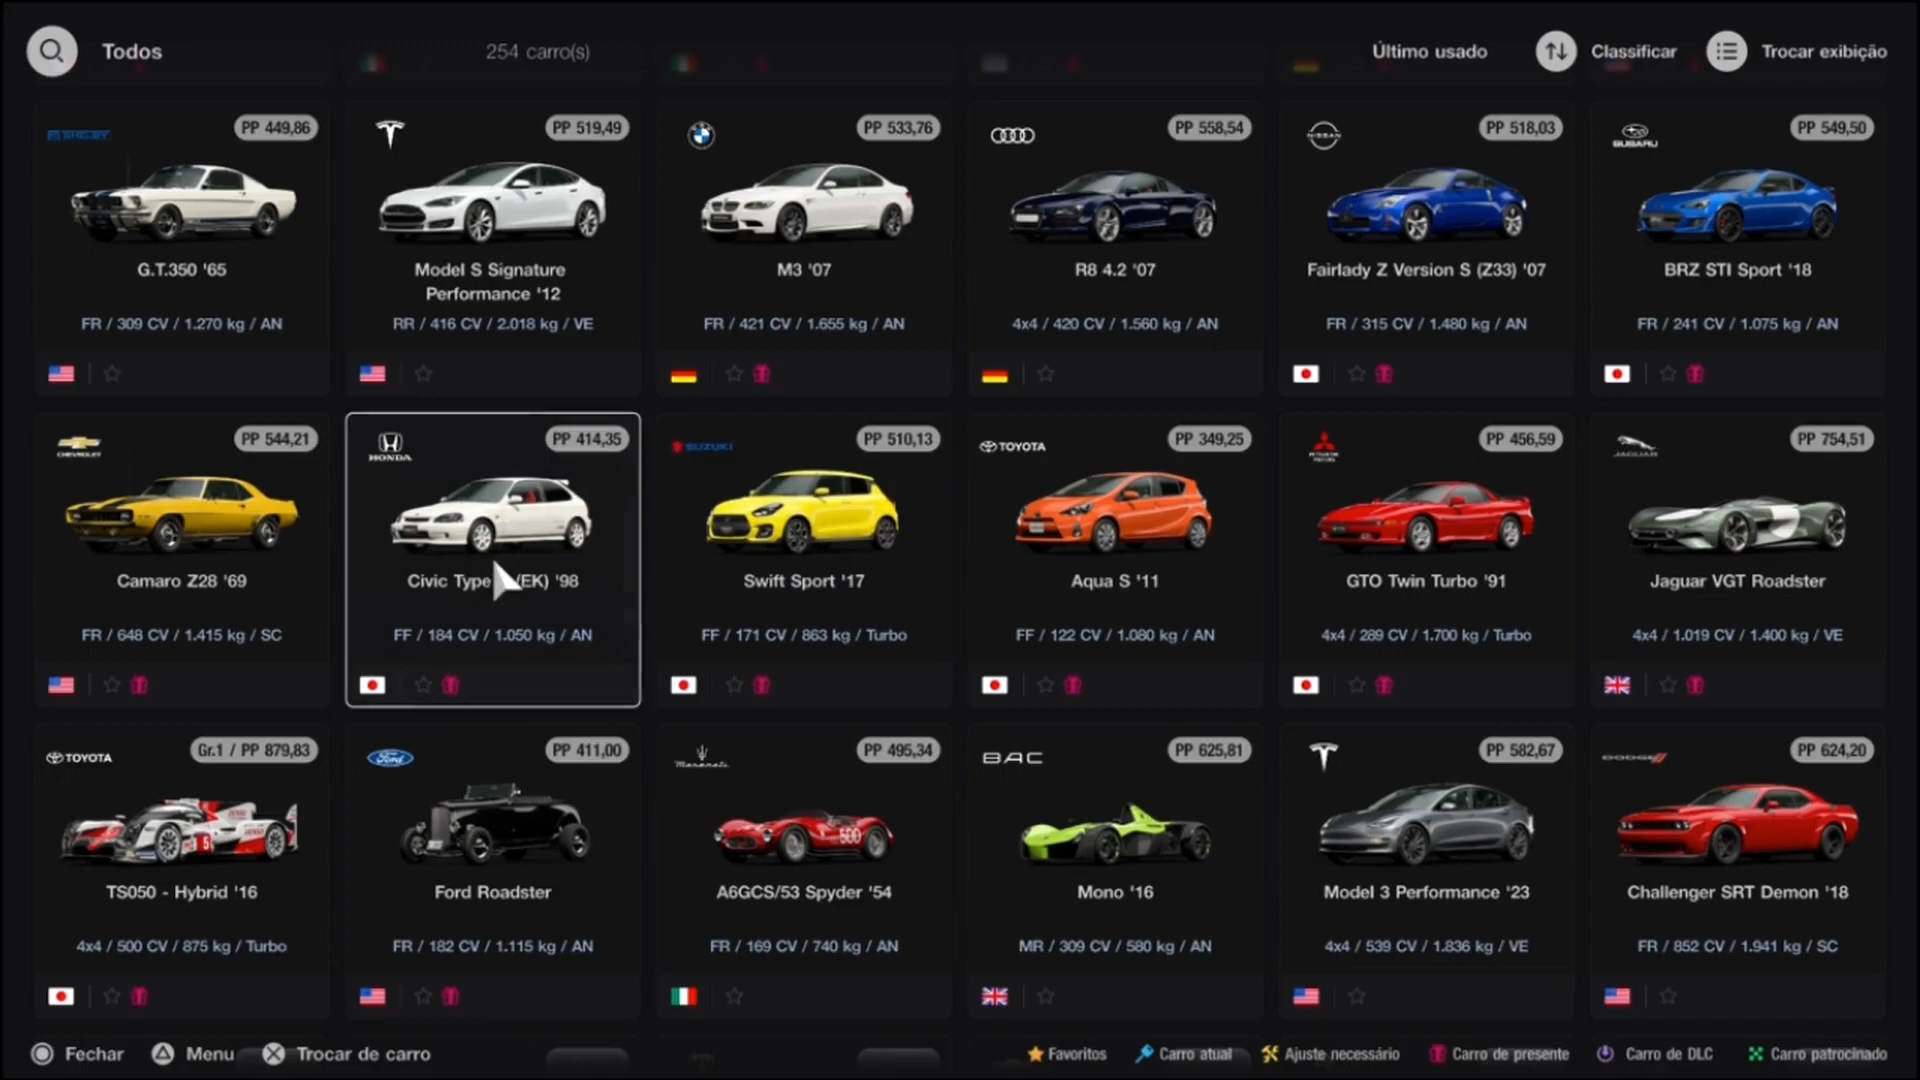 Todos
254 carro(s)
Último usado
Classificar
Trocar exibição
SHELBY
PP 449,86
G.T.350 '65
FR / 309 CV / 1.270 kg / AN
PP 519,49
Model S Signature
Performance '12
RR / 416 CV / 2.018 kg / VE
PP 533,76
M3 '07
FR / 421 CV / 1.655 kg / AN
PP 558,54
R8 4.2 '07
4x4 / 420 CV / 1.560 kg / AN
NISSAN
PP 518,03
Fairlady Z Version S (Z33) '07
FR / 315 CV / 1.480 kg / AN
SUBARU
PP 549,50
BRZ STI Sport '18
FR / 241 CV / 1.075 kg / AN
CHEVROLET
PP 544,21
Camaro Z28 '69
FR / 648 CV / 1.415 kg / SC
HONDA
PP 414,35
Civic Type (EK) '98
FF / 184 CV / 1.050 kg / AN
SUZUKI
PP 510,13
Swift Sport '17
FF / 171 CV / 863 kg / Turbo
TOYOTA
PP 349,25
Aqua S '11
FF / 122 CV / 1.080 kg / AN
MITSUBISHI
MOTORS
PP 456,59
GTO Twin Turbo '91
4x4 / 289 CV / 1.700 kg / Turbo
JAGUAR
PP 754,51
Jaguar VGT Roadster
4x4 / 1.019 CV / 1.400 kg / VE
TOYOTA
Gr.1 / PP 879,83
TS050 - Hybrid '16
4x4 / 500 CV / 875 kg / Turbo
Ford
PP 411,00
Ford Roadster
FR / 182 CV / 1.115 kg / AN
Maserati
PP 495,34
500
A6GCS/53 Spyder '54
FR / 169 CV / 740 kg / AN
BAC
PP 625,81
Mono '16
MR / 309 CV / 580 kg / AN
PP 582,67
Model 3 Performance '23
4x4 / 539 CV / 1.836 kg / VE
DODGE
PP 624,20
Challenger SRT Demon '18
FR / 852 CV / 1.941 kg / SC
Fechar
Menu
Trocar de carro
Favoritos
Carro atual
Ajuste necessário
Carro de presente
Carro de DLC
Carro patrocinado